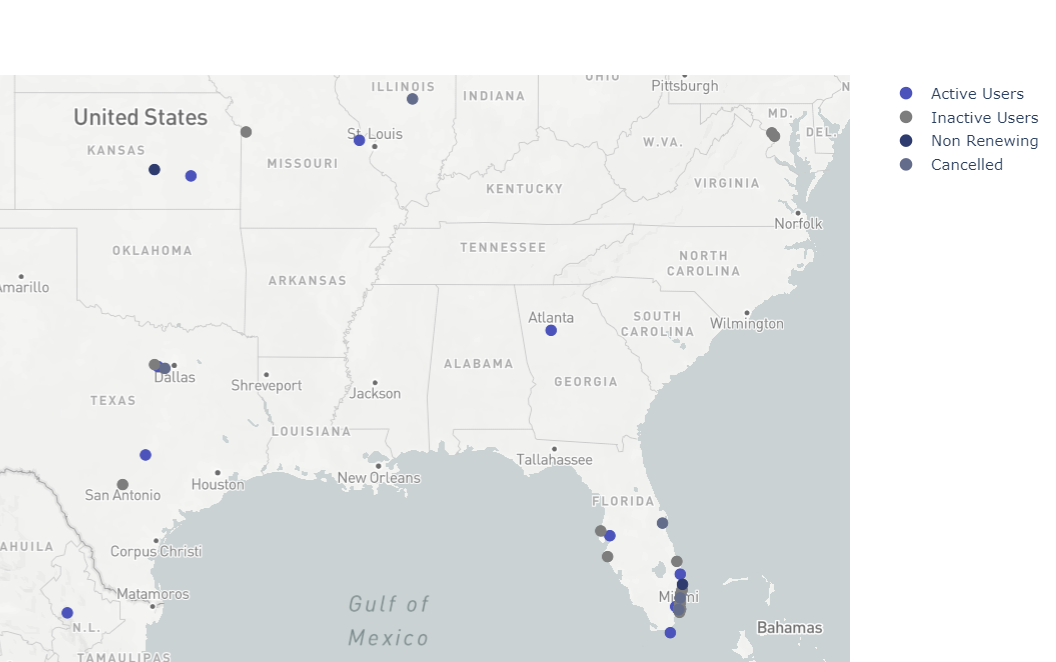 OHIO
Pittsburgh
ILLINOIS
INDIANA
N
Active Users
Inactive Users
Non Renewing
Cancelled
United States
MD.
DEL.
St. Louis
KANSAS
W.VA.
MISSOURI
KENTUCKY
VIRGINIA
Norfolk
OKLAHOMA
TENNESSEE
NORTH
CAROLINA
Amarillo
ARKANSAS
Atlanta
SOUTH
CAROLINA
Wilmington
ALABAMA
Dallas
Shreveport
GEORGIA
Jackson
TEXAS
LOUISIANA
Tallahassee
New Orleans
Houston
San Antonio
FLORIDA
AHUILA
Corpus Christi
Matamoros
Miami
Gulf of
Mexico
Bahamas
N.L.
TAMAULIPAS